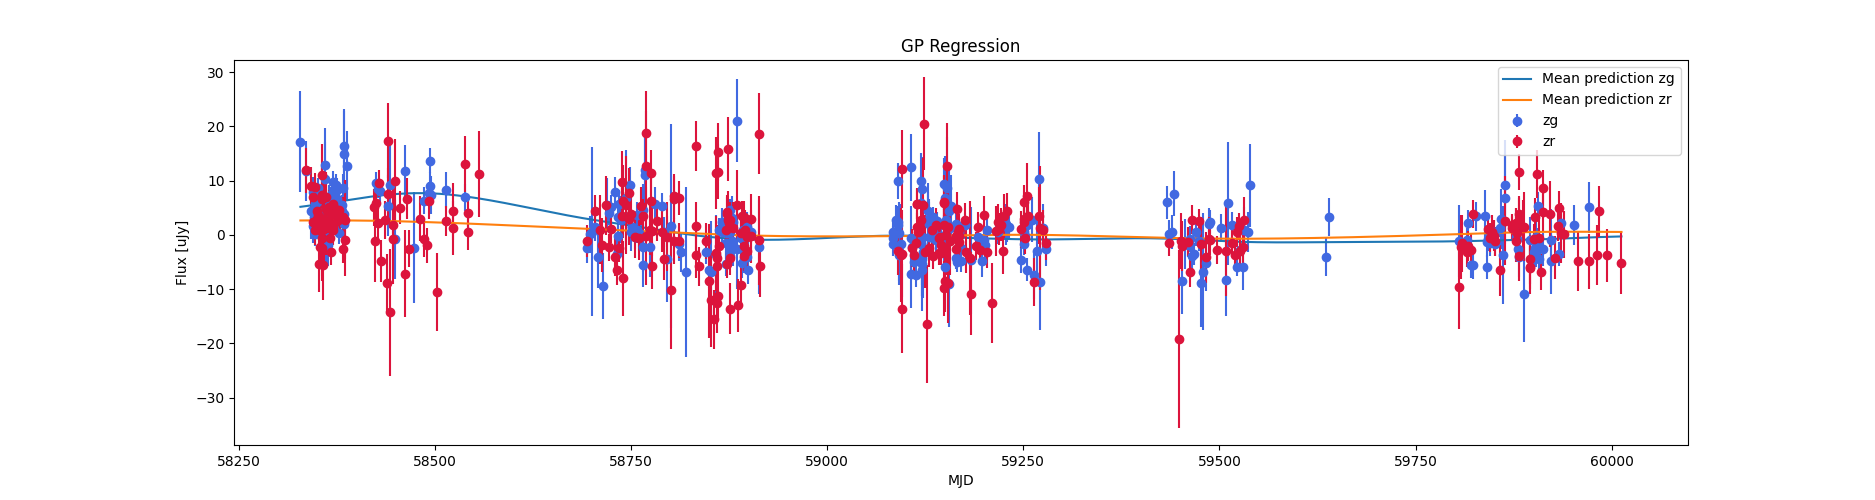 GP Regression
Flux [uJy]
30
20
10
0
−10
−20
−30
Mean prediction zg
Mean prediction zr
zg
zr
58250 58500 58750 59000 59250 59500 59750 60000
MJD